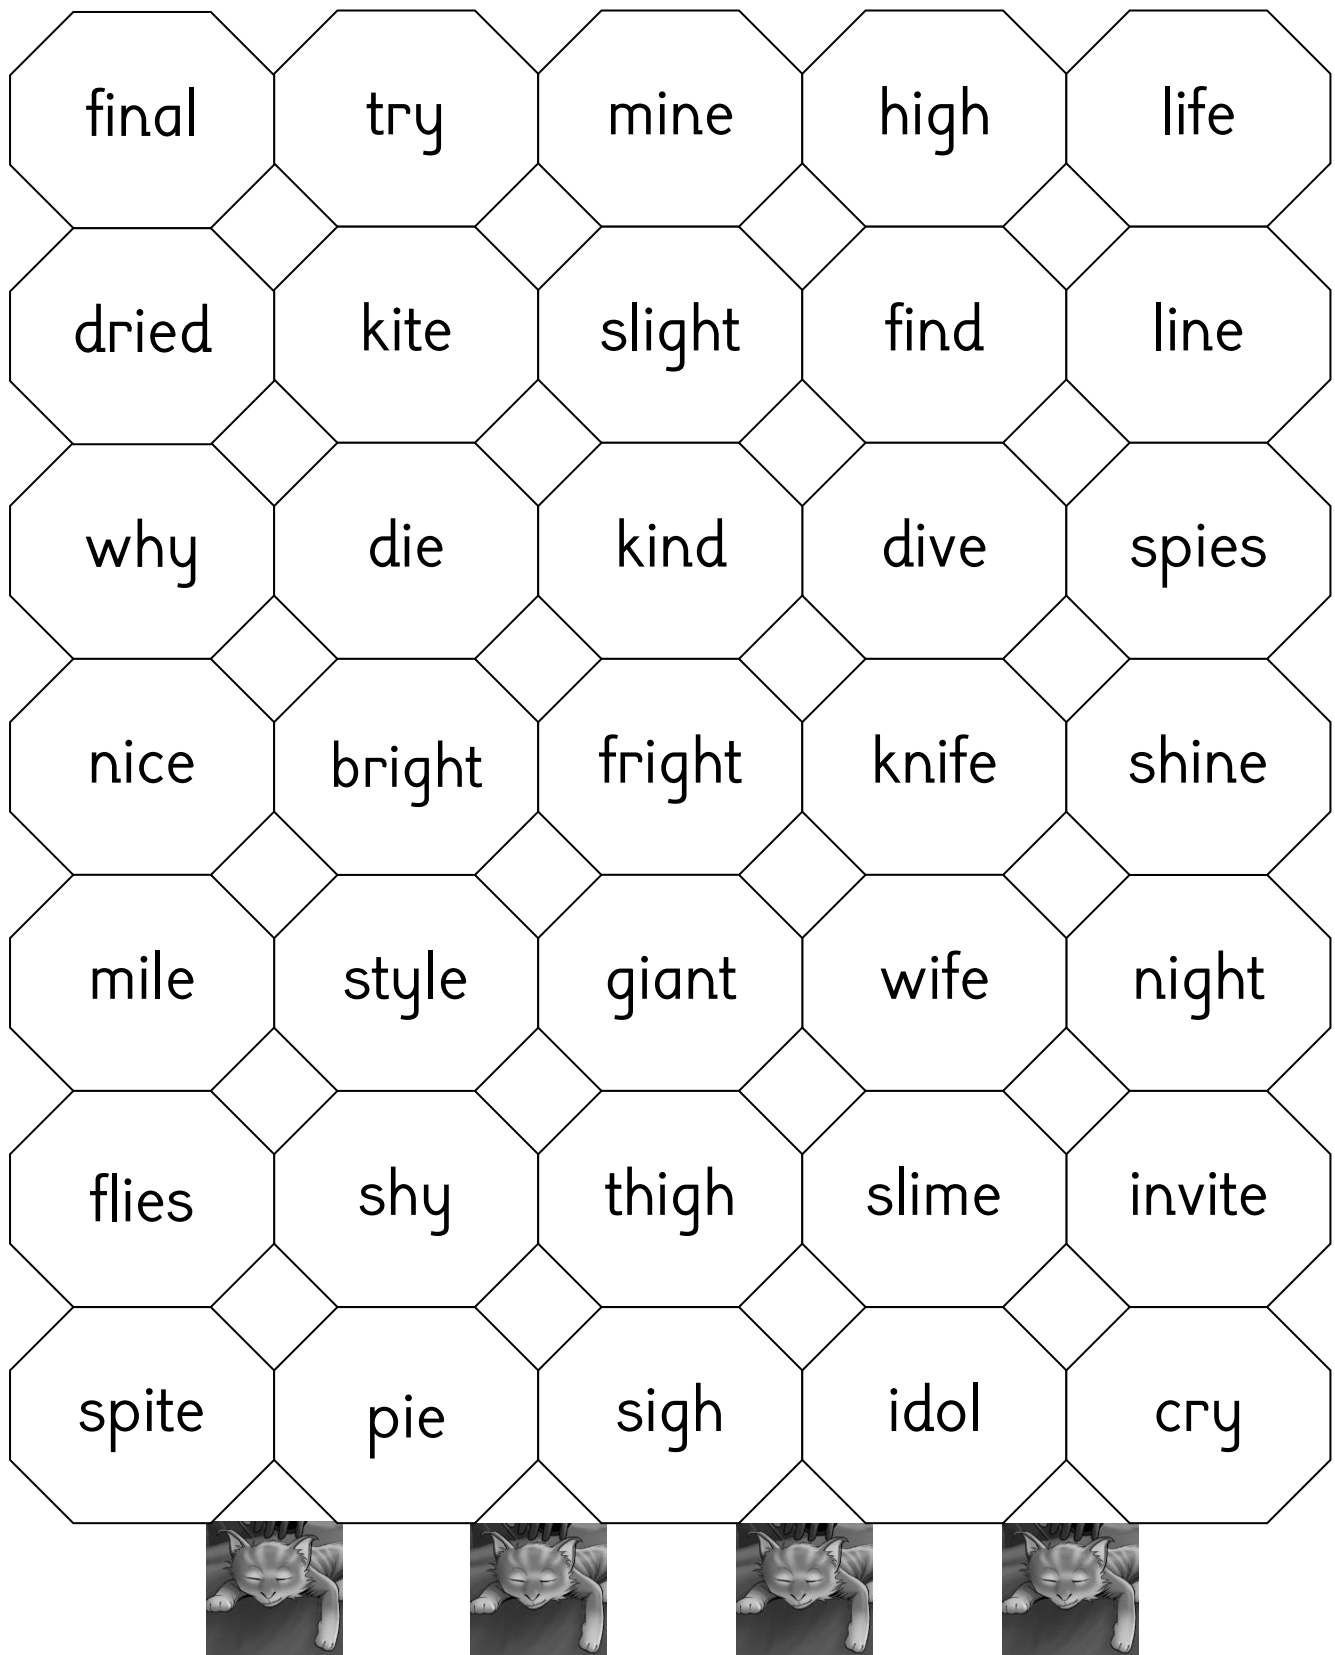 final try mine high life
dried kite slight find line
why die kind dive spies
nice bright fright knife shine
mile style giant wife night
flies shy thigh slime invite
spite pie sigh idol cry